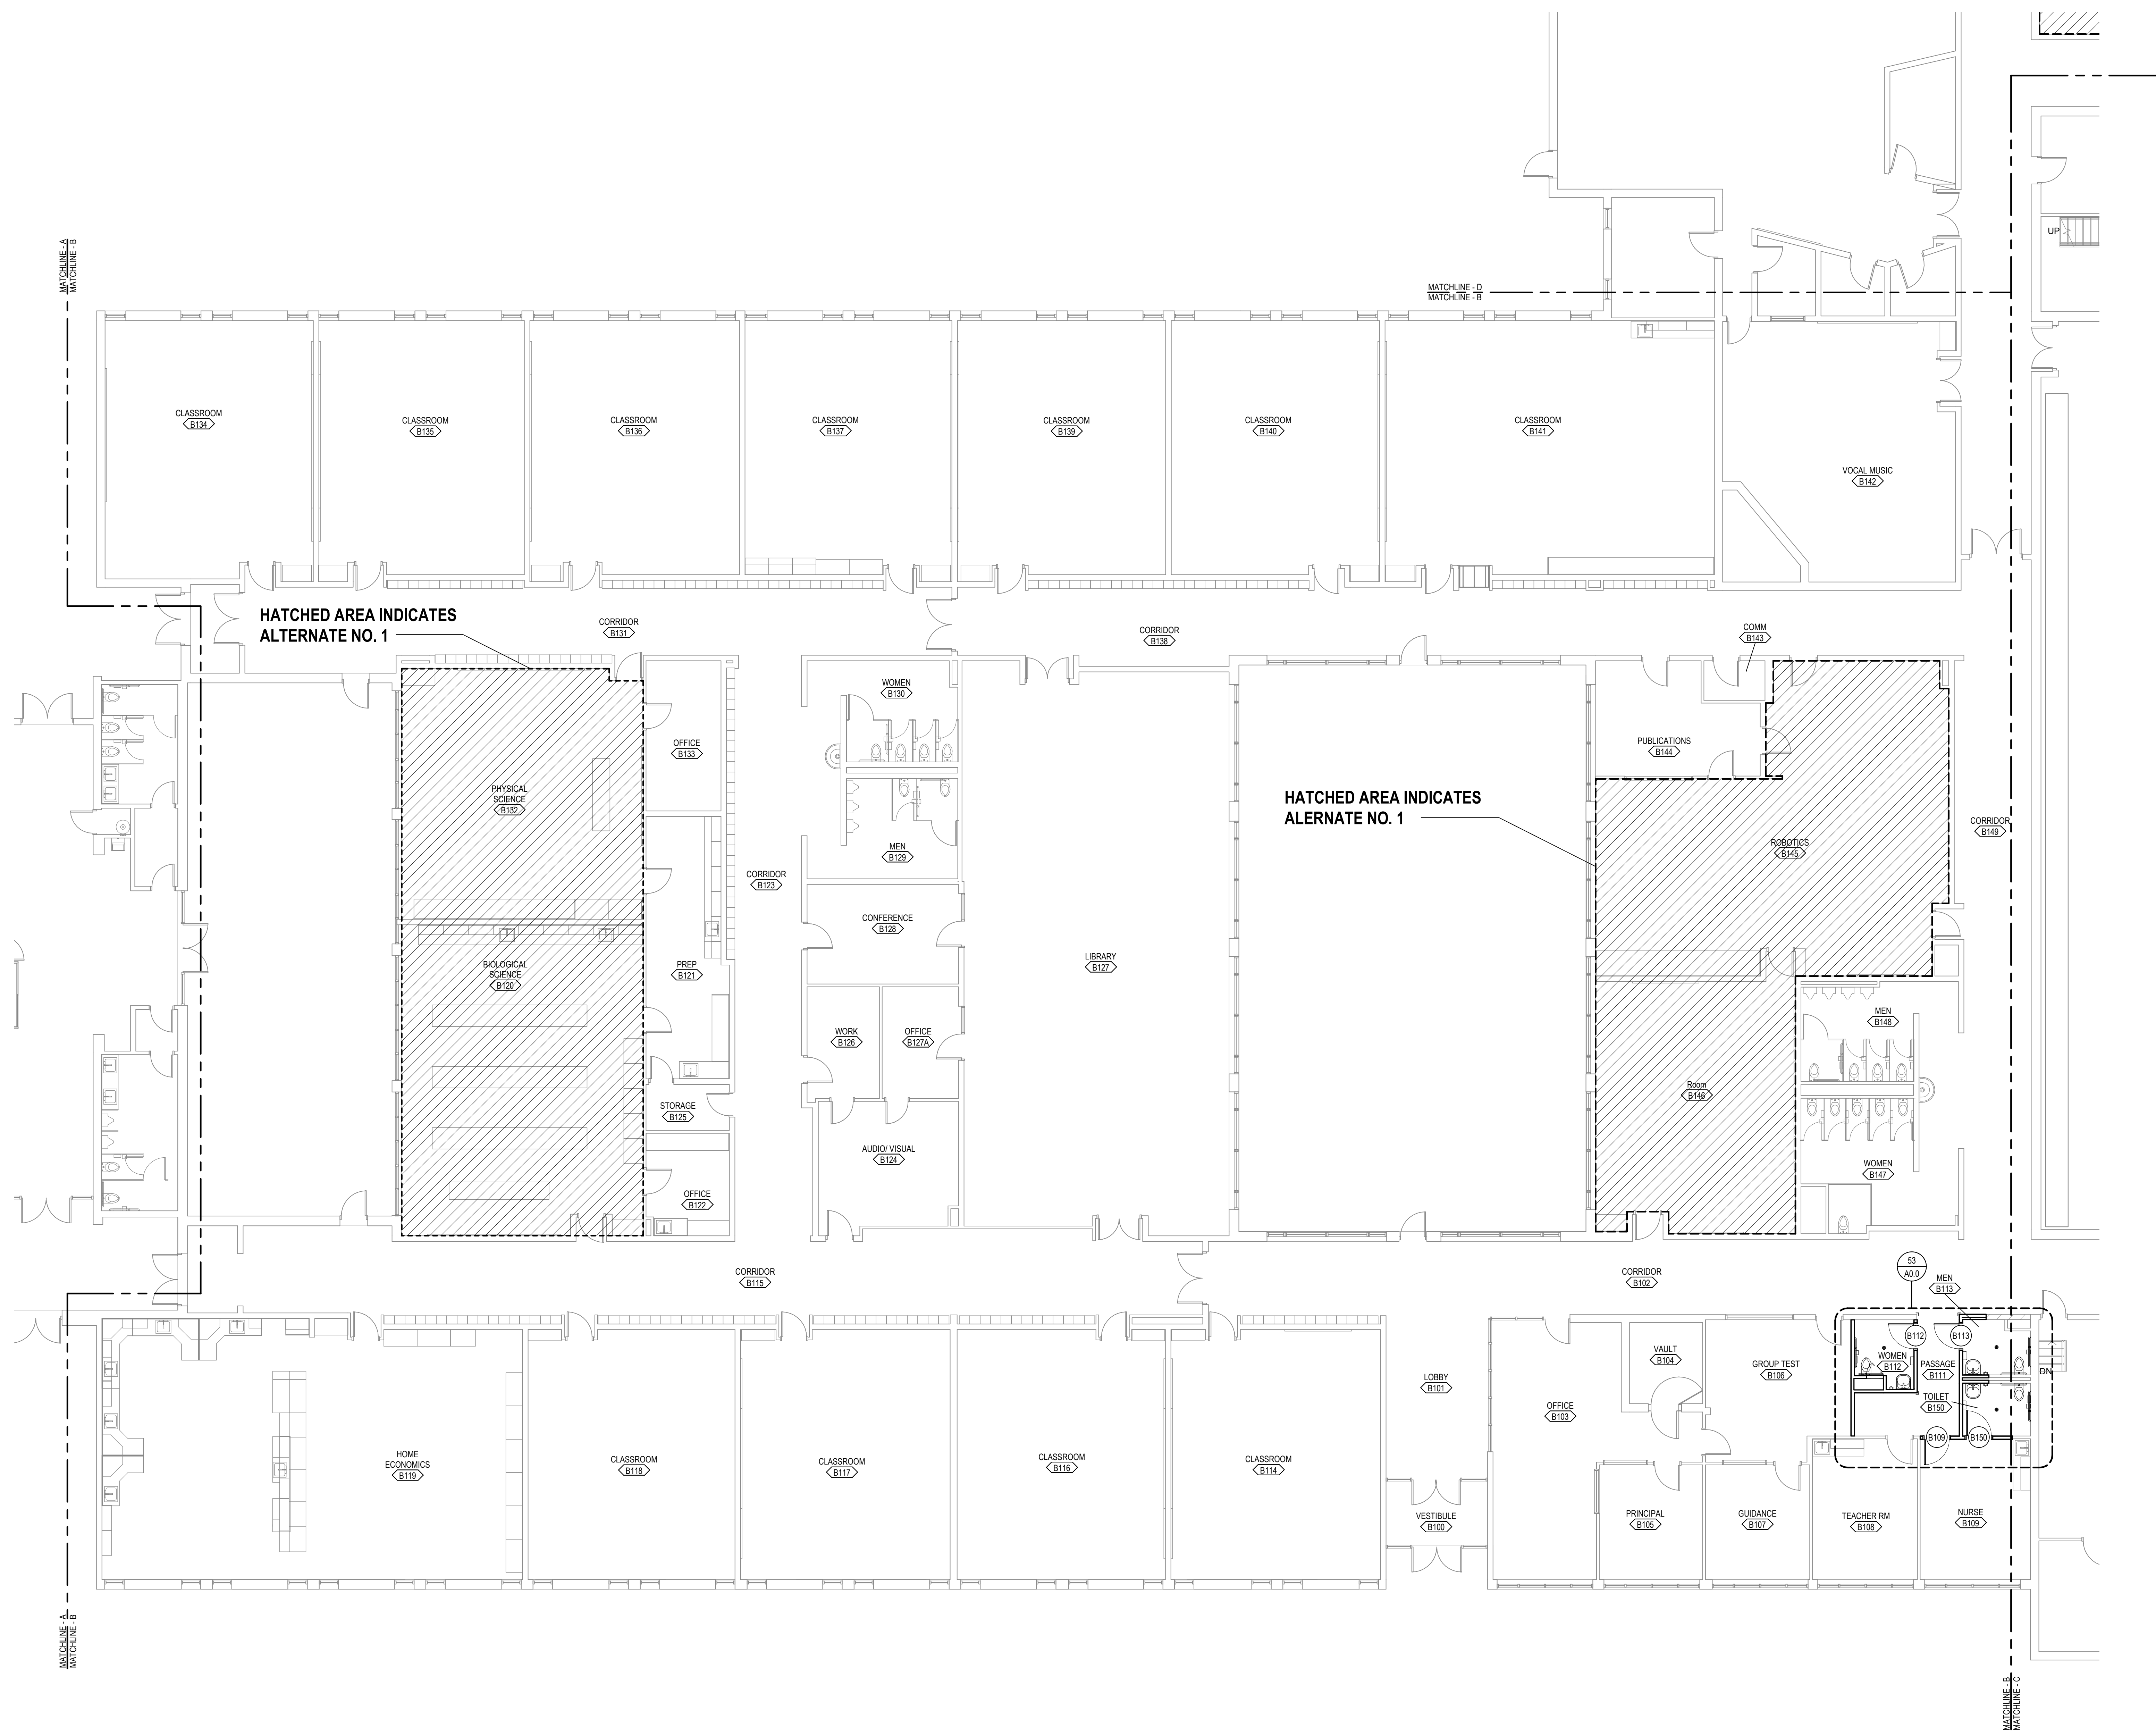 UP
MATCHLINE - A
MATCHLINE - B
MATCHLINE - D
MATCHLINE - B
CLASSROOM
B134
CLASSROOM
B135
CLASSROOM
B136
CLASSROOM
B137
CLASSROOM
B139
CLASSROOM
B140
CLASSROOM
B141
VOCAL MUSIC
B142
HATCHED AREA INDICATES
ALTERNATE NO. 1
CORRIDOR
B131
CORRIDOR
B138
COMM
B143
WOMEN
B130
OFFICE
B133
PUBLICATIONS
B144
PHYSICAL
SCIENCE
B132
HATCHED AREA INDICATES
ALERNATE NO. 1
CORRIDOR
B149
ROBOTICS
B145
MEN
B129
CORRIDOR
B123
CONFERENCE
B128
LIBRARY
B127
BIOLOGICAL
SCIENCE
B120
PREP
B121
WORK
B126
OFFICE
B127A
MEN
B148
Room
B146
STORAGE
B125
AUDIO/ VISUAL
B124
WOMEN
B147
OFFICE
B122
CORRIDOR
B115
CORRIDOR
B102
53
A0.0
MEN
B113
B112
B113
VAULT
B104
WOMEN
B112
PASSAGE
B111
GROUP TEST
B106
DN
LOBBY
B101
TOILET
B150
OFFICE
B103
B109
B150
HOME
ECONOMICS
B119
CLASSROOM
B118
CLASSROOM
B117
CLASSROOM
B116
CLASSROOM
B114
VESTIBULE
B100
PRINCIPAL
B105
GUIDANCE
B107
TEACHER RM
B108
NURSE
B109
MATCHLINE - A
MATCHLINE - B
MATCHLINE - B
MATCHLINE - C